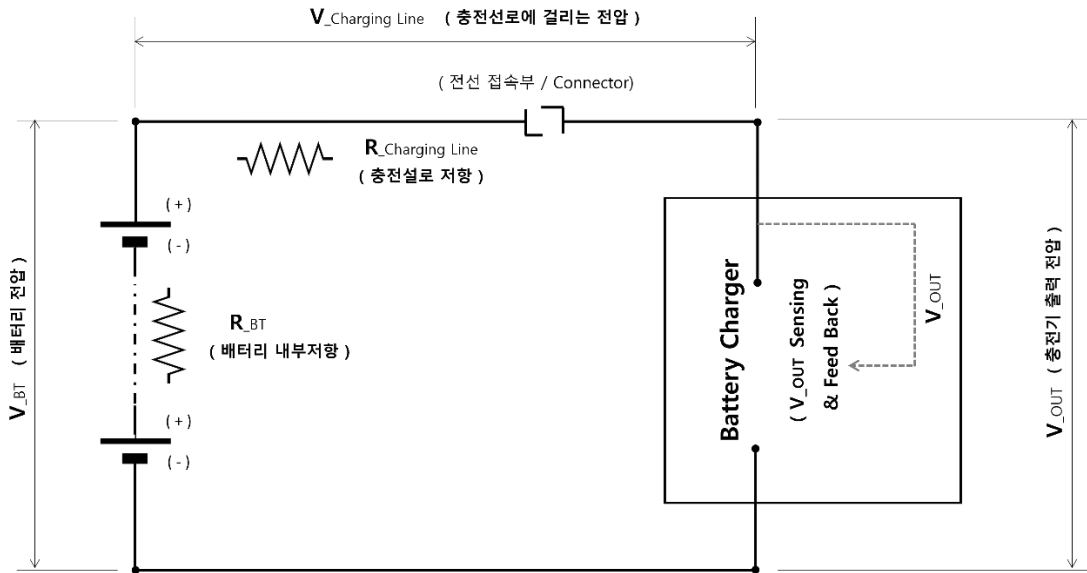 V_Charging Line ( 충전선로에 걸리는 전압 )
( 전선 접속부 / Connector)
R_Charging Line
( 충전설로 저항 )
( + )
( - )
R_BT
( 배터리 내부저항 )
( + )
( - )
V_BT ( 배터리 전압 )
Battery Charger
( V_OUT Sensing
& Feed Back )
V_OUT
V_OUT ( 충전기 출력 전압 )